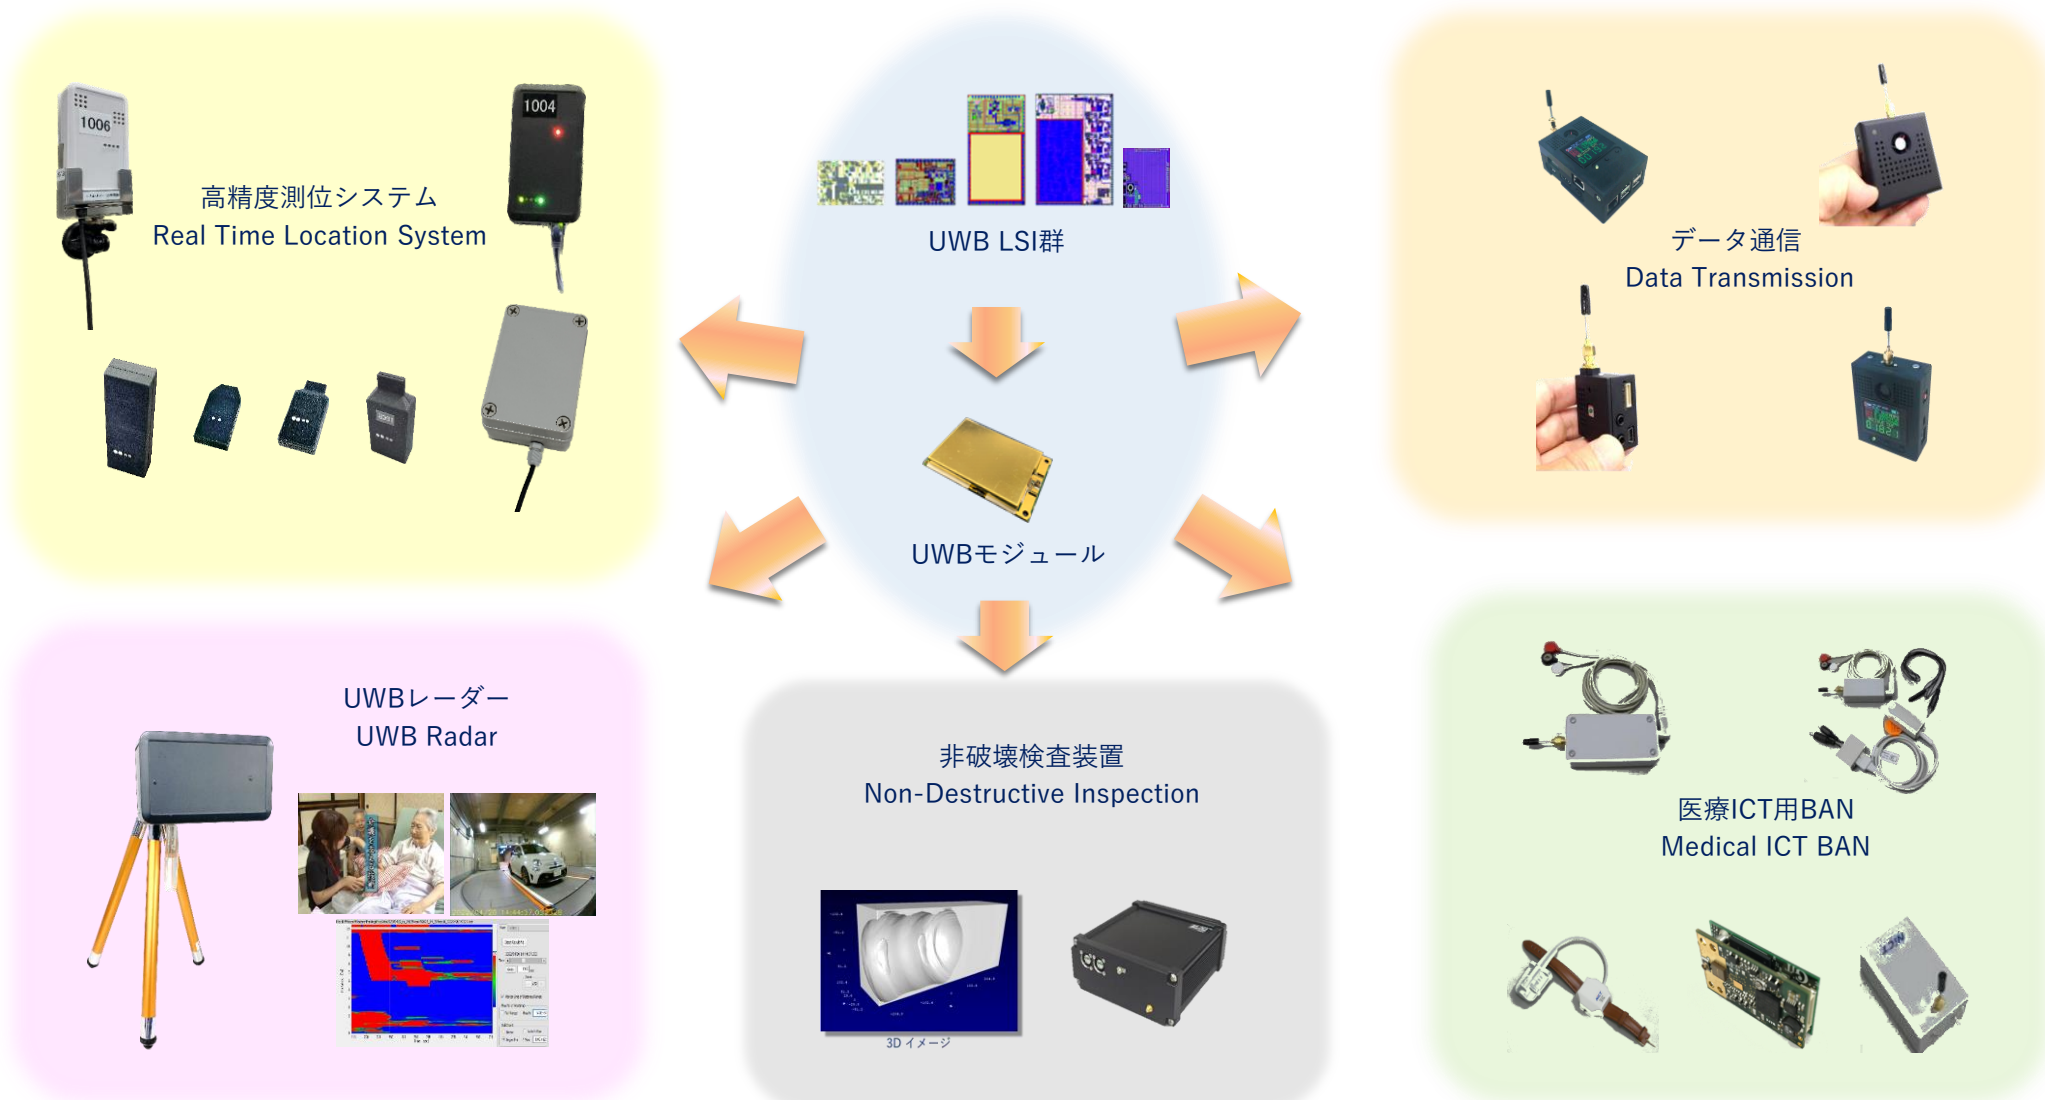 1006
1004
高精度測位システム
Real Time Location System
UWB LSI群
UWBモジュール
データ通信
Data Transmission
UWBレーダー
UWB Radar
非破壊検査装置
Non-Destructive Inspection
3D イメージ
医療ICT用BAN
Medical ICT BAN
NICT